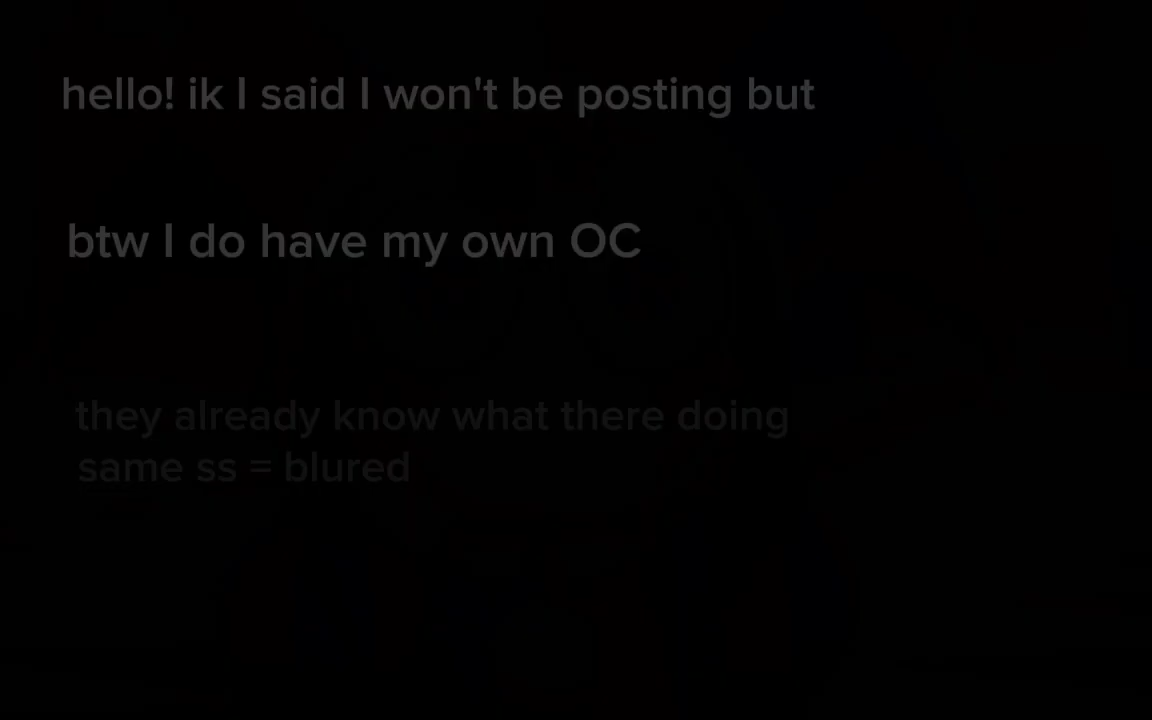 hello! ik I said I won't be posting but
btw I do have my own OC
they already know what there doing
same ss = blured